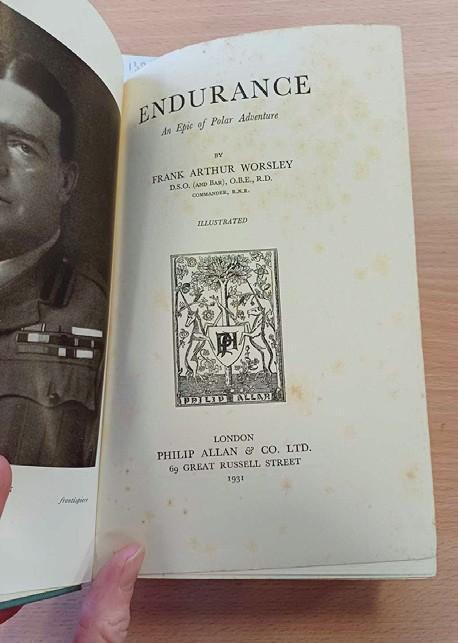 frontispiece
ENDURANCE
An Epic of Polar Adventure
BY
FRANK ARTHUR WORSLEY
D.S.O. (AND BAR), O.B.E., R.D.
COMMANDER, R.N.R.
ILLUSTRATED
PHILIP ALLAN
LONDON
PHILIP ALLAN & CO. LTD.
69 GREAT RUSSELL STREET
1931